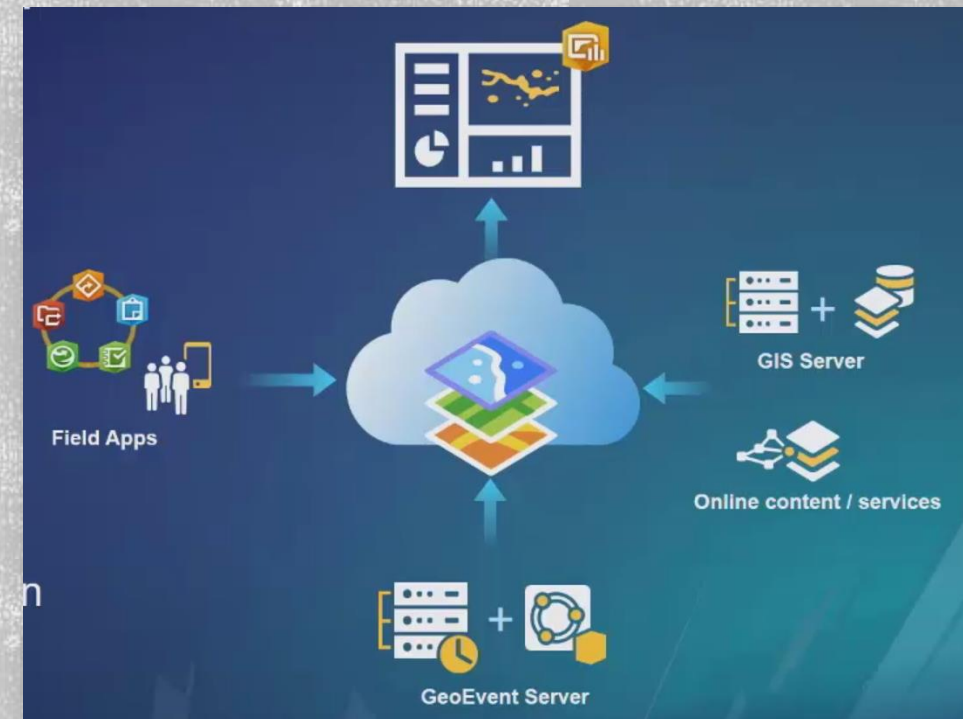 GIS Server
Field Apps
Online content / services
n
GeoEvent Server